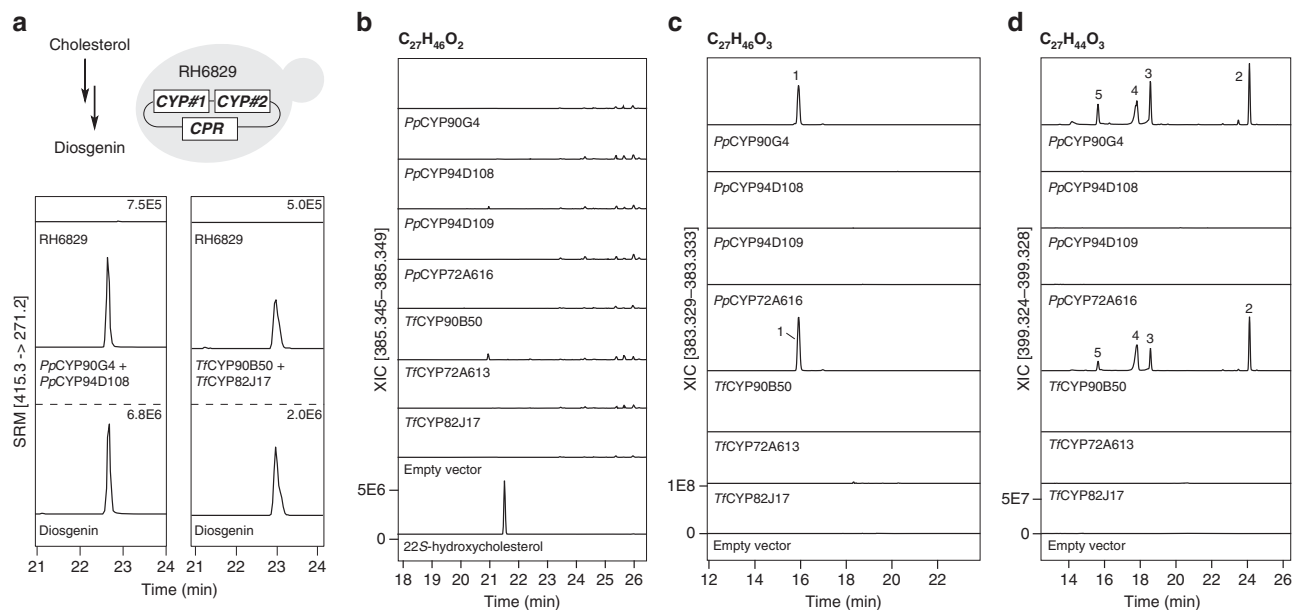 a
Cholesterol
Diosgenin
RH6829
CYP#1
CYP#2
CPR
SRM [415.3 -> 271.2]
7.5E5
RH6829
PpCYP90G4 +
PpCYP94D108
6.8E6
Diosgenin
21 22 23 24
5.0E5
RH6829
TfCYP90B50 +
TfCYP82J17
2.0E6
Diosgenin
21 22 23 24
Time (min)
b
C27H46O2
XIC [385.345–385.349]
PpCYP90G4
PpCYP94D108
PpCYP94D109
PpCYP72A616
TfCYP90B50
TfCYP72A613
TfCYP82J17
Empty vector
5E6
0
22S-hydroxycholesterol
18 19 20 21 22 23 24 25 26
Time (min)
c
C27H46O3
XIC [383.329–383.333]
1
PpCYP90G4
PpCYP94D108
PpCYP94D109
PpCYP72A616
1
TfCYP90B50
TfCYP72A613
1E8
TfCYP82J17
0
Empty vector
12 14 16 18 20 22
Time (min)
d
C27H44O3
XIC [399.324–399.328]
5 4 3 2
PpCYP90G4
PpCYP94D108
PpCYP94D109
PpCYP72A616
5 4 3 2
TfCYP90B50
TfCYP72A613
5E7
TfCYP82J17
0
Empty vector
14 16 18 20 22 24 26
Time (min)